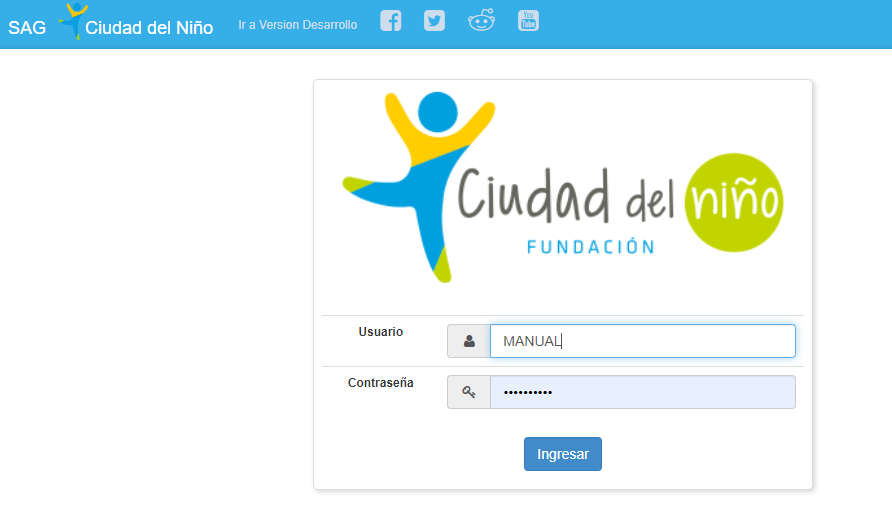 SAG Ciudad del Niño Ir a Version Desarrollo You Tube
Ciudad del niño
FUNDACIÓN
Usuario MANUAL
Contraseña ••••••••••
Ingresar